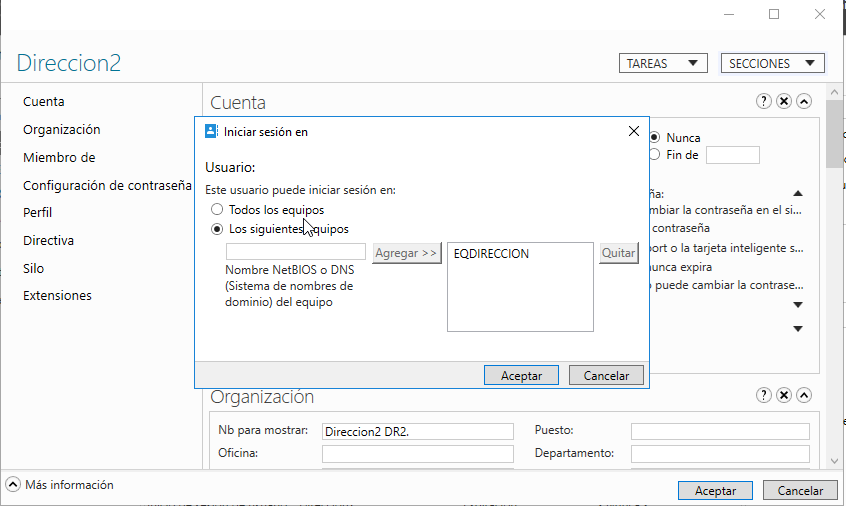 Direccion2
TAREAS
SECCIONES
Cuenta
Organización
Miembro de
Configuración de contraseña
Perfil
Directiva
Silo
Extensiones
Cuenta
Nunca
Fin de
ña:
mbiar la contraseña en el si...
contraseña
port o la tarjeta inteligente s...
nunca expira
o puede cambiar la contrase...
Iniciar sesión en
Usuario:
Este usuario puede iniciar sesión en:
Todos los equipos
Los siguientes equipos
Agregar >>
EQDIRECCION
Quitar
Nombre NetBIOS o DNS
(Sistema de nombres de
dominio) del equipo
Aceptar
Cancelar
Organización
Nb para mostrar:
Direccion2 DR2.
Puesto:
Oficina:
Departamento:
Más información
Aceptar
Cancelar